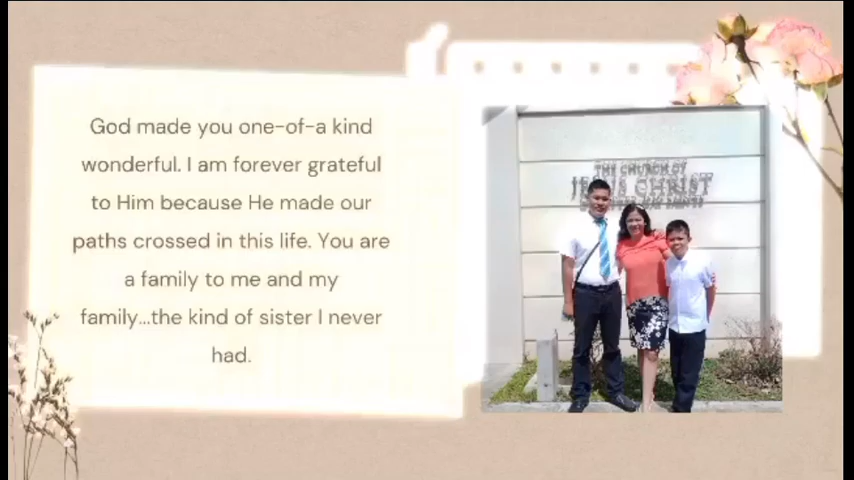 God made you one-of-a kind
wonderful. I am forever grateful
to Him because He made our
paths crossed in this life. You are
a family to me and my
family...the kind of sister I never
had.
THE CHURCH OF
JESUS CHRIST